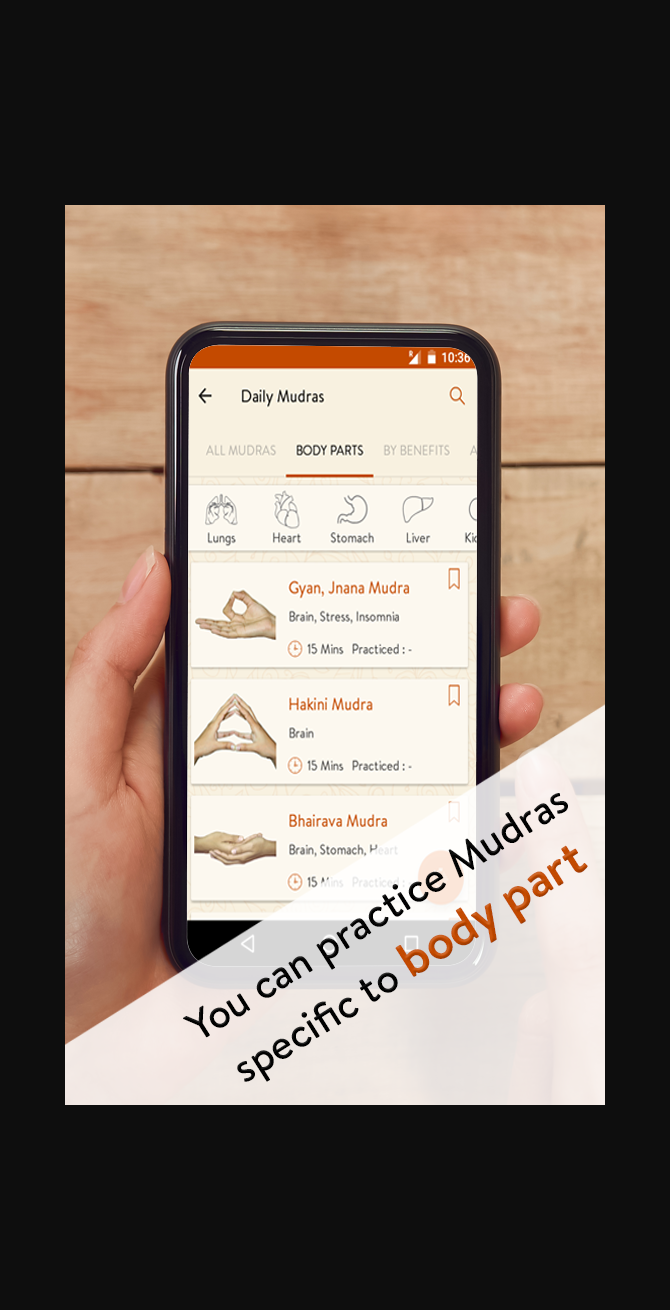 10:36
Daily Mudras
ALL MUDRAS BODY PARTS BY BENEFITS A
Lungs Heart Stomach Liver Kid
Gyan, Jnana Mudra
Brain, Stress, Insomnia
15 Mins Practiced : -
Hakini Mudra
Brain
15 Mins Practiced : -
Bhairava Mudra
Brain, Stomach, Heart
15 Mins Practiced
You can practice Mudras
specific to body part